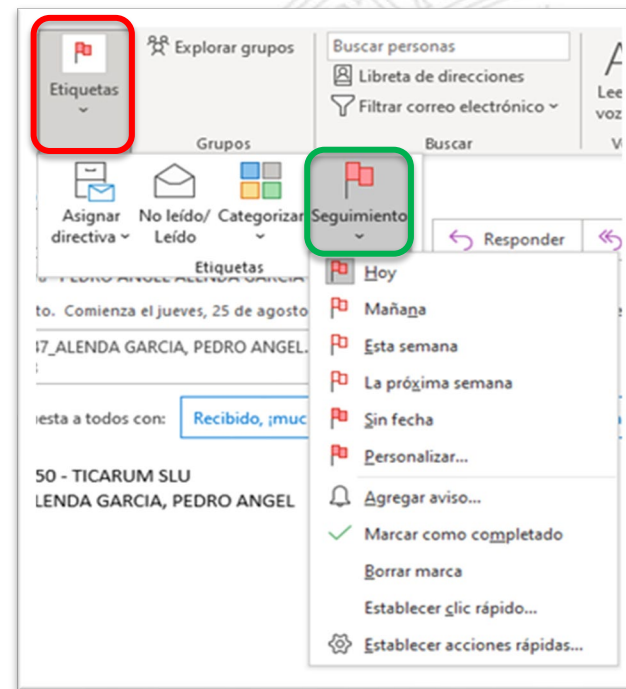 Etiquetas
Explorar grupos
Grupos
Buscar personas
Libreta de direcciones
Filtrar correo electrónico
Buscar
Lee
voz
Asignar directiva
No leído/ Leído
Categorizar
Seguimiento
Etiquetas
Responder
PEDRO ANGEL ALENDA GARCIA
to. Comienza el jueves, 25 de agosto
37_ALENDA GARCIA, PEDRO ANGEL.
esta a todos con:
Recibido, ¡muc
50 - TICARUM SLU
LENDA GARCIA, PEDRO ANGEL
Hoy
Mañana
Esta semana
La próxima semana
Sin fecha
Personalizar...
Agregar aviso...
Marcar como completado
Borrar marca
Establecer clic rápido...
Establecer acciones rápidas...